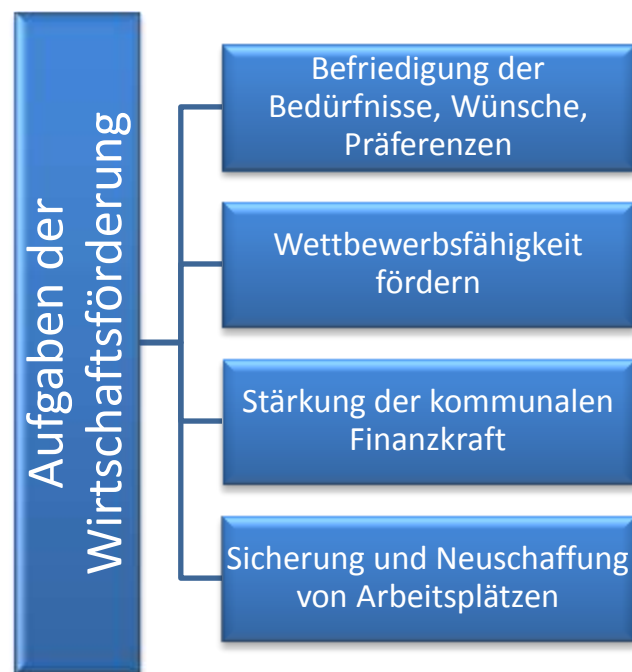 Aufgaben der
Wirtschaftsförderung
Befriedigung der
Bedürfnisse, Wünsche,
Präferenzen
Wettbewerbsfähigkeit
fördern
Stärkung der kommunalen
Finanzkraft
Sicherung und Neuschaffung
von Arbeitsplätzen